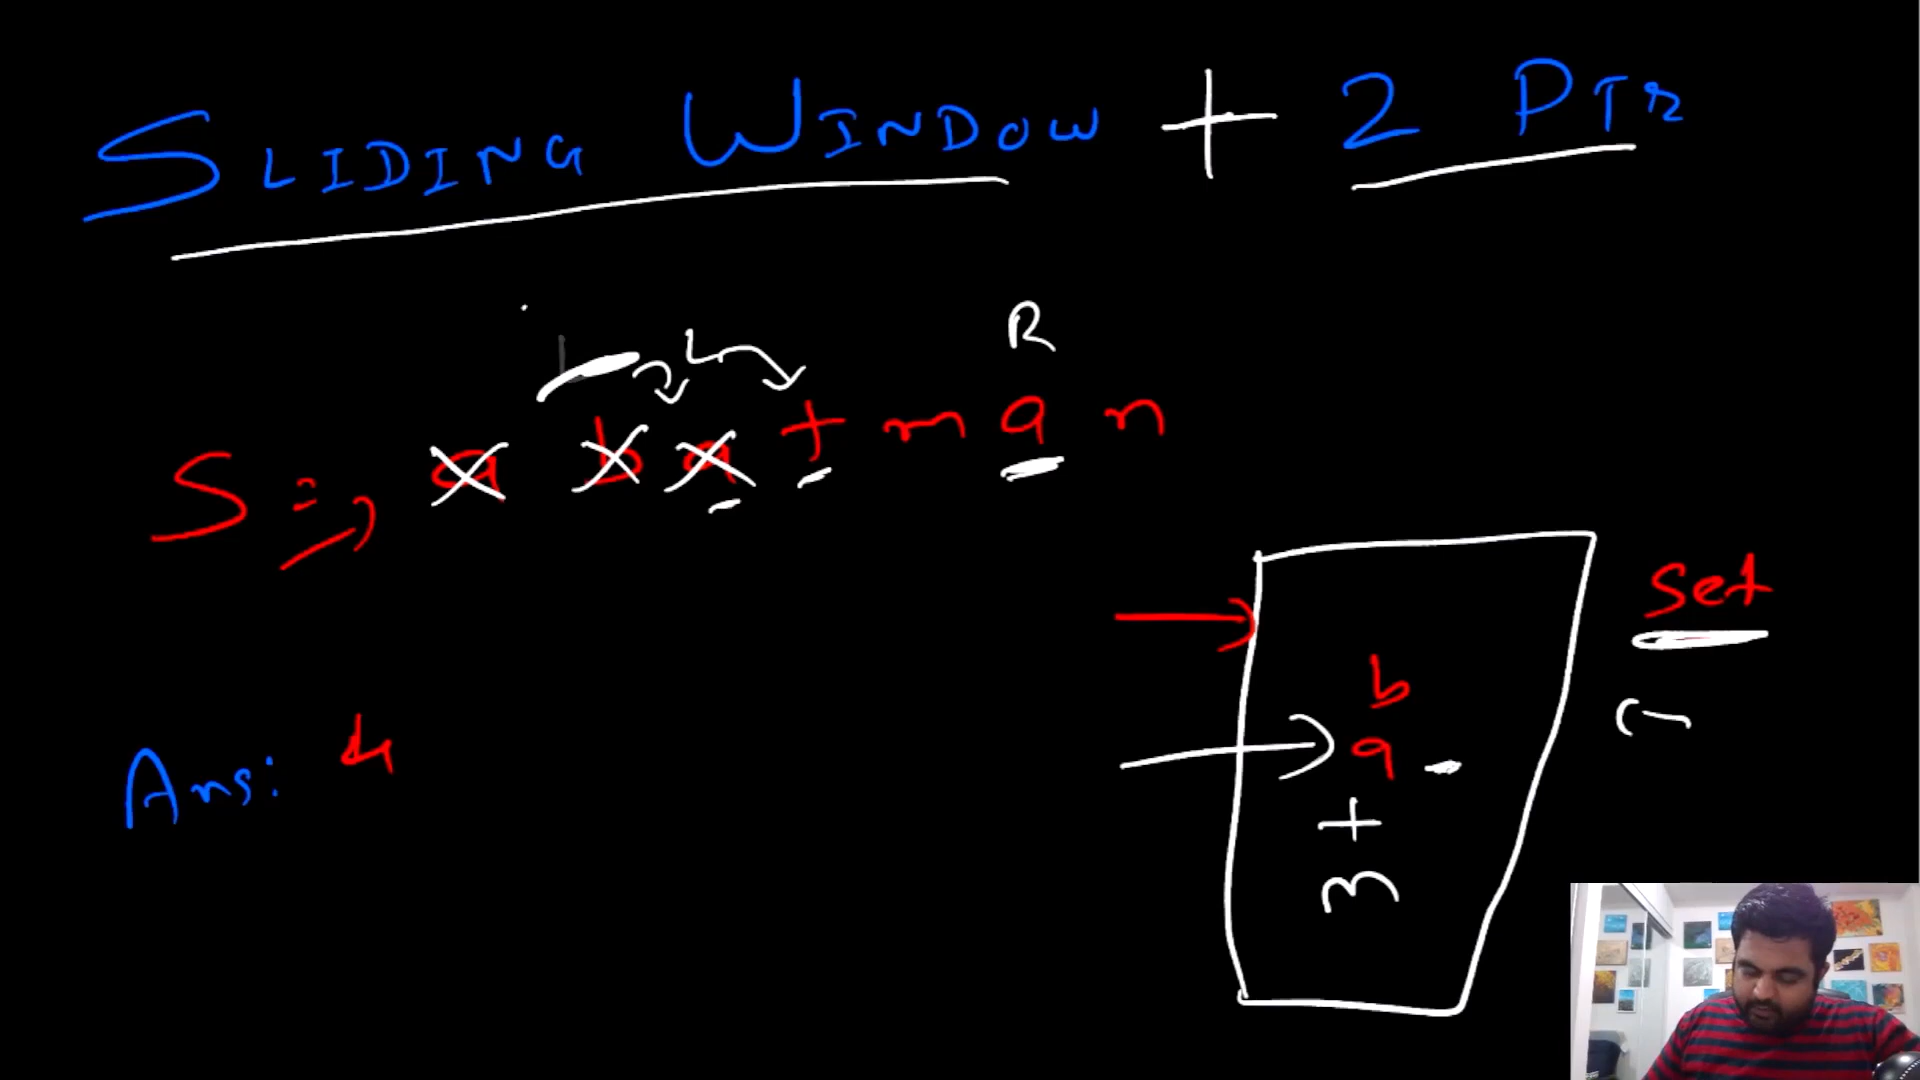 SLIDING WINDOW + 2 PTR
L R
S => a b a t m a n
set
b
a
t
m
Ans: 4